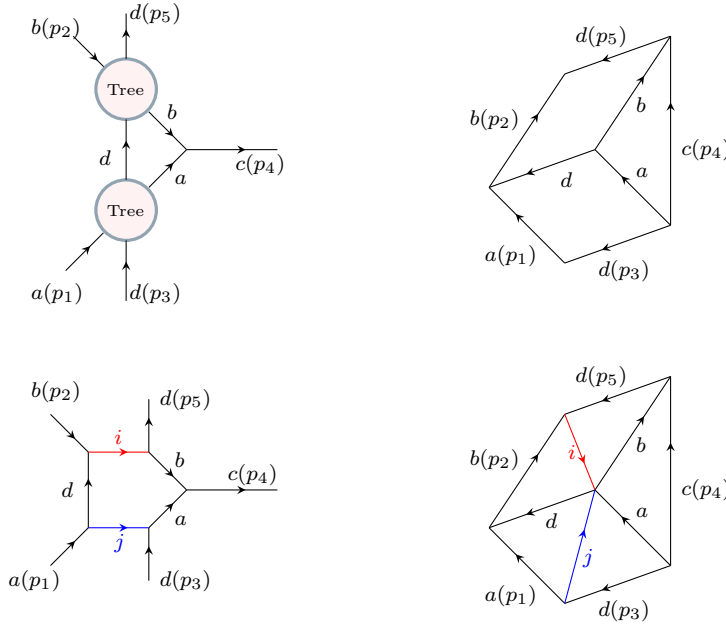 d(p₅)
b(p₂)
Tree
b
d
c(p₄)
a
Tree
a(p₁)
d(p₃)
d(p₅)
b(p₂)
b
c(p₄)
a
d
a(p₁)
d(p₃)
b(p₂)
d(p₅)
i
b
d
c(p₄)
a
j
a(p₁)
d(p₃)
d(p₅)
b(p₂)
i
b
c(p₄)
a
d
j
a(p₁)
d(p₃)